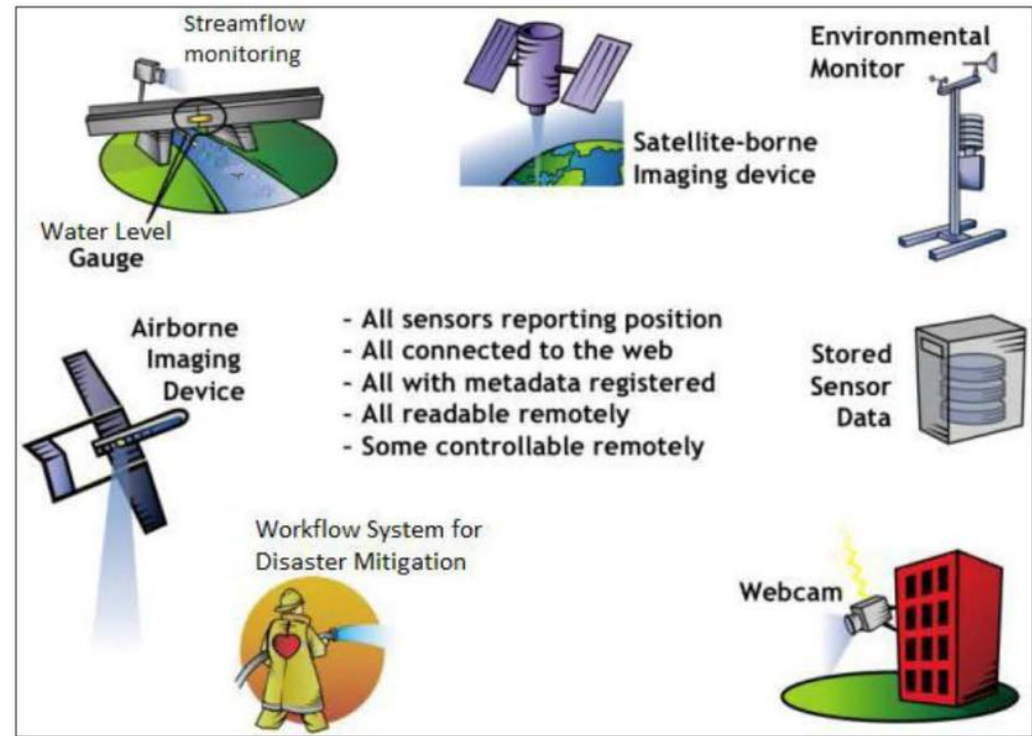 Streamflow
monitoring
Water Level
Gauge
Satellite-borne
Imaging device
Environmental
Monitor
Airborne
Imaging
Device
- All sensors reporting position
- All connected to the web
- All with metadata registered
- All readable remotely
- Some controllable remotely
Stored
Sensor
Data
Workflow System for
Disaster Mitigation
Webcam